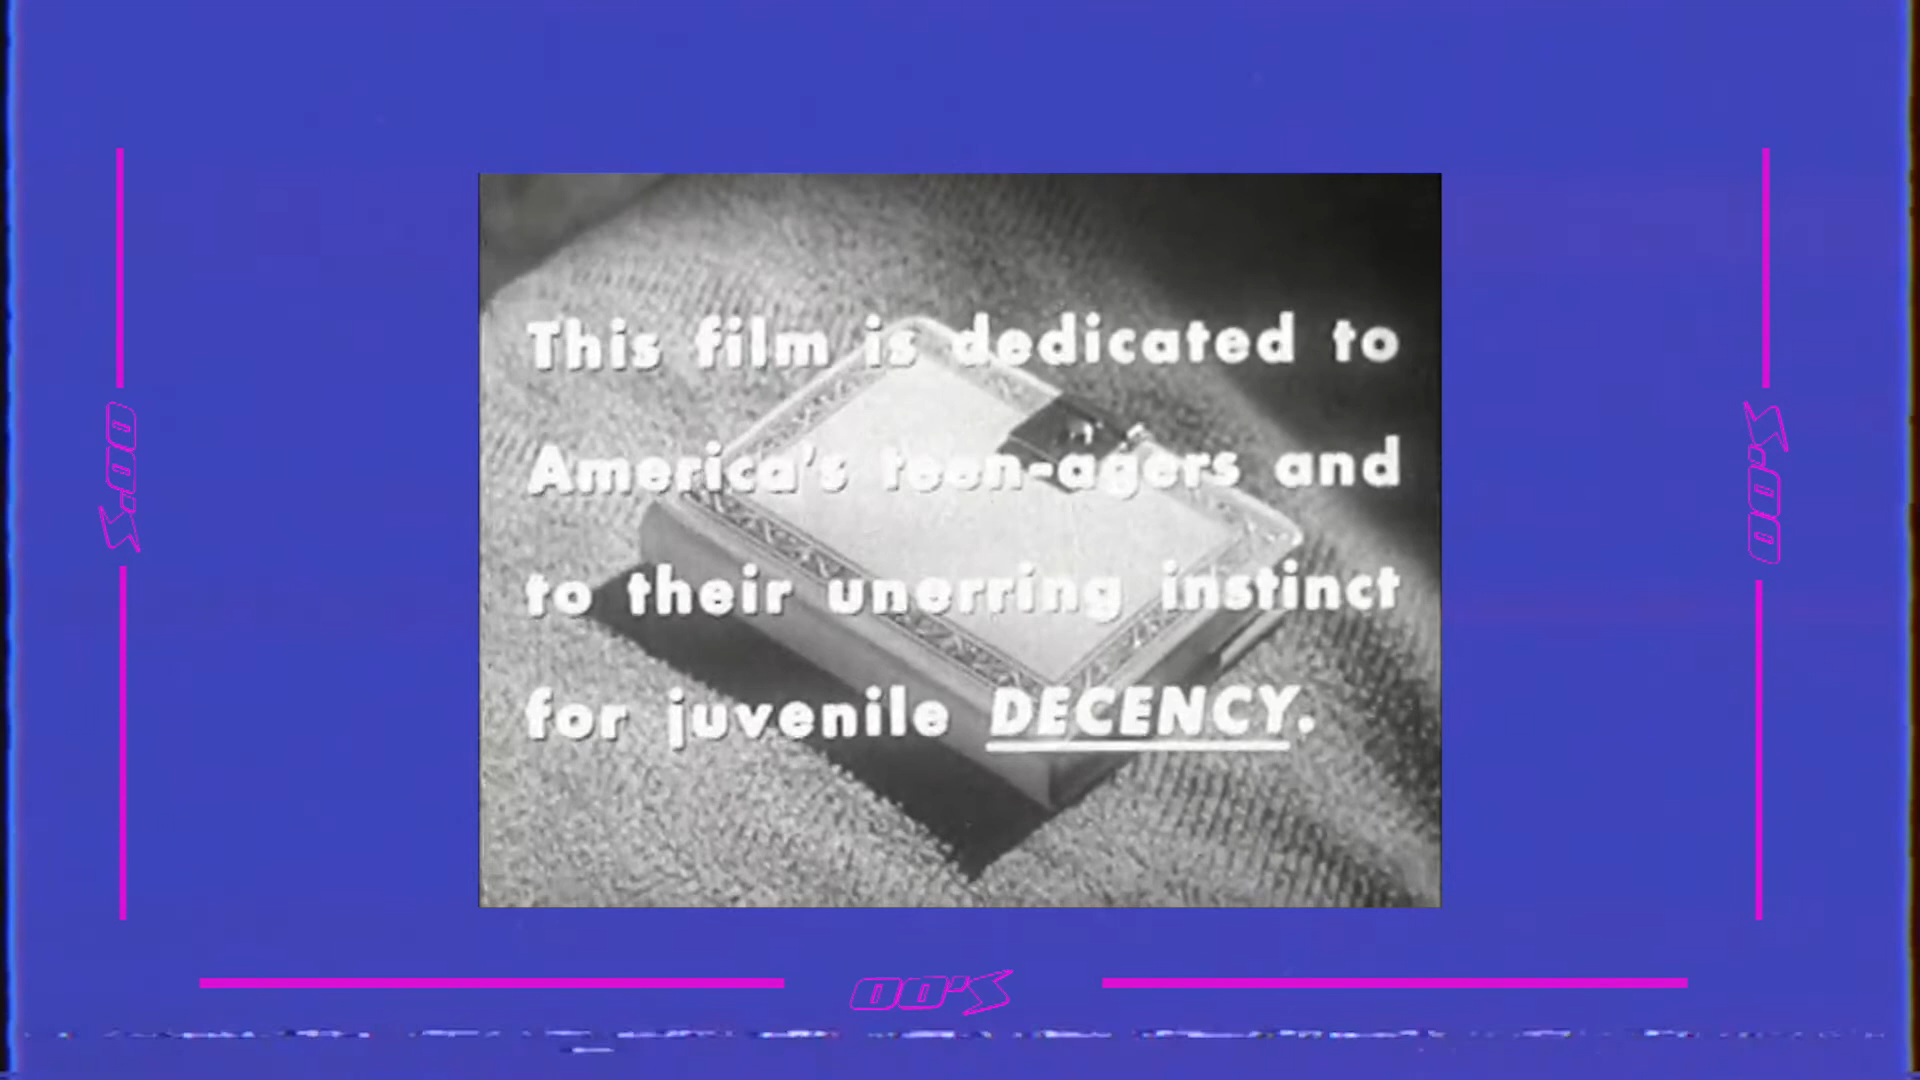 This film is dedicated to
America's teen-agers and
to their unerring instinct
for juvenile DECENCY.
00's
00's
00's